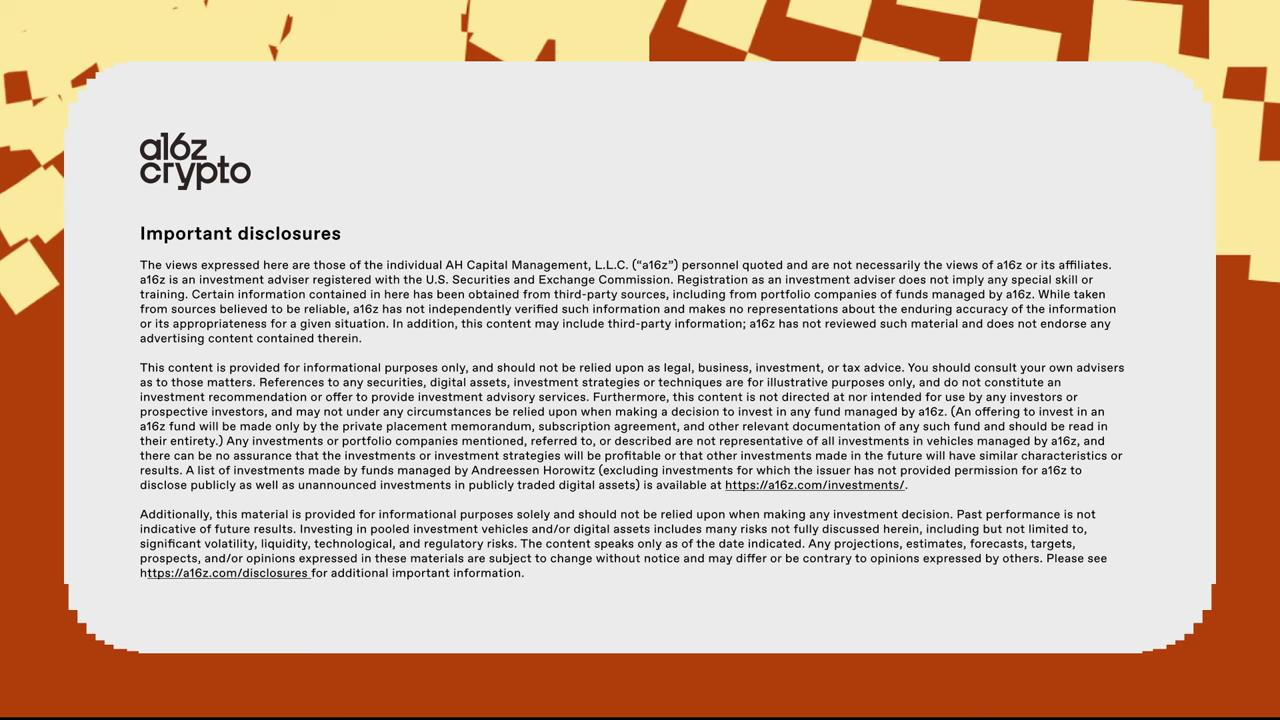 a16z
crypto
Important disclosures
The views expressed here are those of the individual AH Capital Management, L.L.C. (“a16z”) personnel quoted and are not necessarily the views of a16z or its affiliates.
a16z is an investment adviser registered with the U.S. Securities and Exchange Commission. Registration as an investment adviser does not imply any special skill or
training. Certain information contained in here has been obtained from third-party sources, including from portfolio companies of funds managed by a16z. While taken
from sources believed to be reliable, a16z has not independently verified such information and makes no representations about the enduring accuracy of the information
or its appropriateness for a given situation. In addition, this content may include third-party information; a16z has not reviewed such material and does not endorse any
advertising content contained therein.
This content is provided for informational purposes only, and should not be relied upon as legal, business, investment, or tax advice. You should consult your own advisers
as to those matters. References to any securities, digital assets, investment strategies or techniques are for illustrative purposes only, and do not constitute an
investment recommendation or offer to provide investment advisory services. Furthermore, this content is not directed at nor intended for use by any investors or
prospective investors, and may not under any circumstances be relied upon when making a decision to invest in any fund managed by a16z. (An offering to invest in an
a16z fund will be made only by the private placement memorandum, subscription agreement, and other relevant documentation of any such fund and should be read in
their entirety.) Any investments or portfolio companies mentioned, referred to, or described are not representative of all investments in vehicles managed by a16z, and
there can be no assurance that the investments or investment strategies will be profitable or that other investments made in the future will have similar characteristics or
results. A list of investments made by funds managed by Andreessen Horowitz (excluding investments for which the issuer has not provided permission for a16z to
disclose publicly as well as unannounced investments in publicly traded digital assets) is available at https://a16z.com/investments/.
Additionally, this material is provided for informational purposes solely and should not be relied upon when making any investment decision. Past performance is not
indicative of future results. Investing in pooled investment vehicles and/or digital assets includes many risks not fully discussed herein, including but not limited to,
significant volatility, liquidity, technological, and regulatory risks. The content speaks only as of the date indicated. Any projections, estimates, forecasts, targets,
prospects, and/or opinions expressed in these materials are subject to change without notice and may differ or be contrary to opinions expressed by others. Please see
https://a16z.com/disclosures for additional important information.